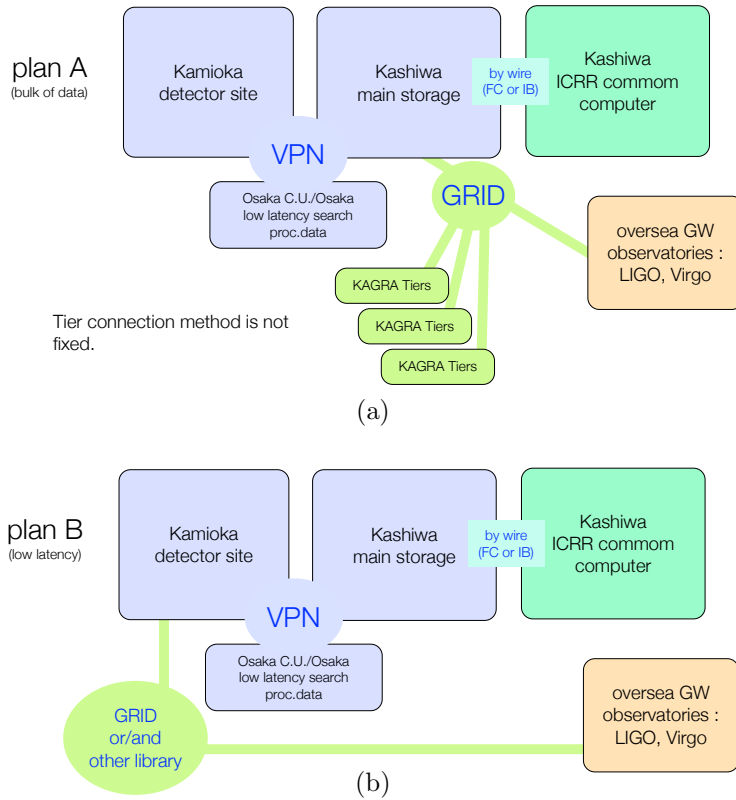 plan A
(bulk of data)
Kamioka
detector site
Kashiwa
main storage
by wire
(FC or IB)
Kashiwa
ICRR commom
computer
VPN
Osaka C.U./Osaka
low latency search
proc.data
GRID
oversea GW
observatories :
LIGO, Virgo
KAGRA Tiers
KAGRA Tiers
KAGRA Tiers
Tier connection method is not
fixed.
(a)
plan B
(low latency)
Kamioka
detector site
Kashiwa
main storage
by wire
(FC or IB)
Kashiwa
ICRR commom
computer
VPN
Osaka C.U./Osaka
low latency search
proc.data
GRID
or/and
other library
oversea GW
observatories :
LIGO, Virgo
(b)